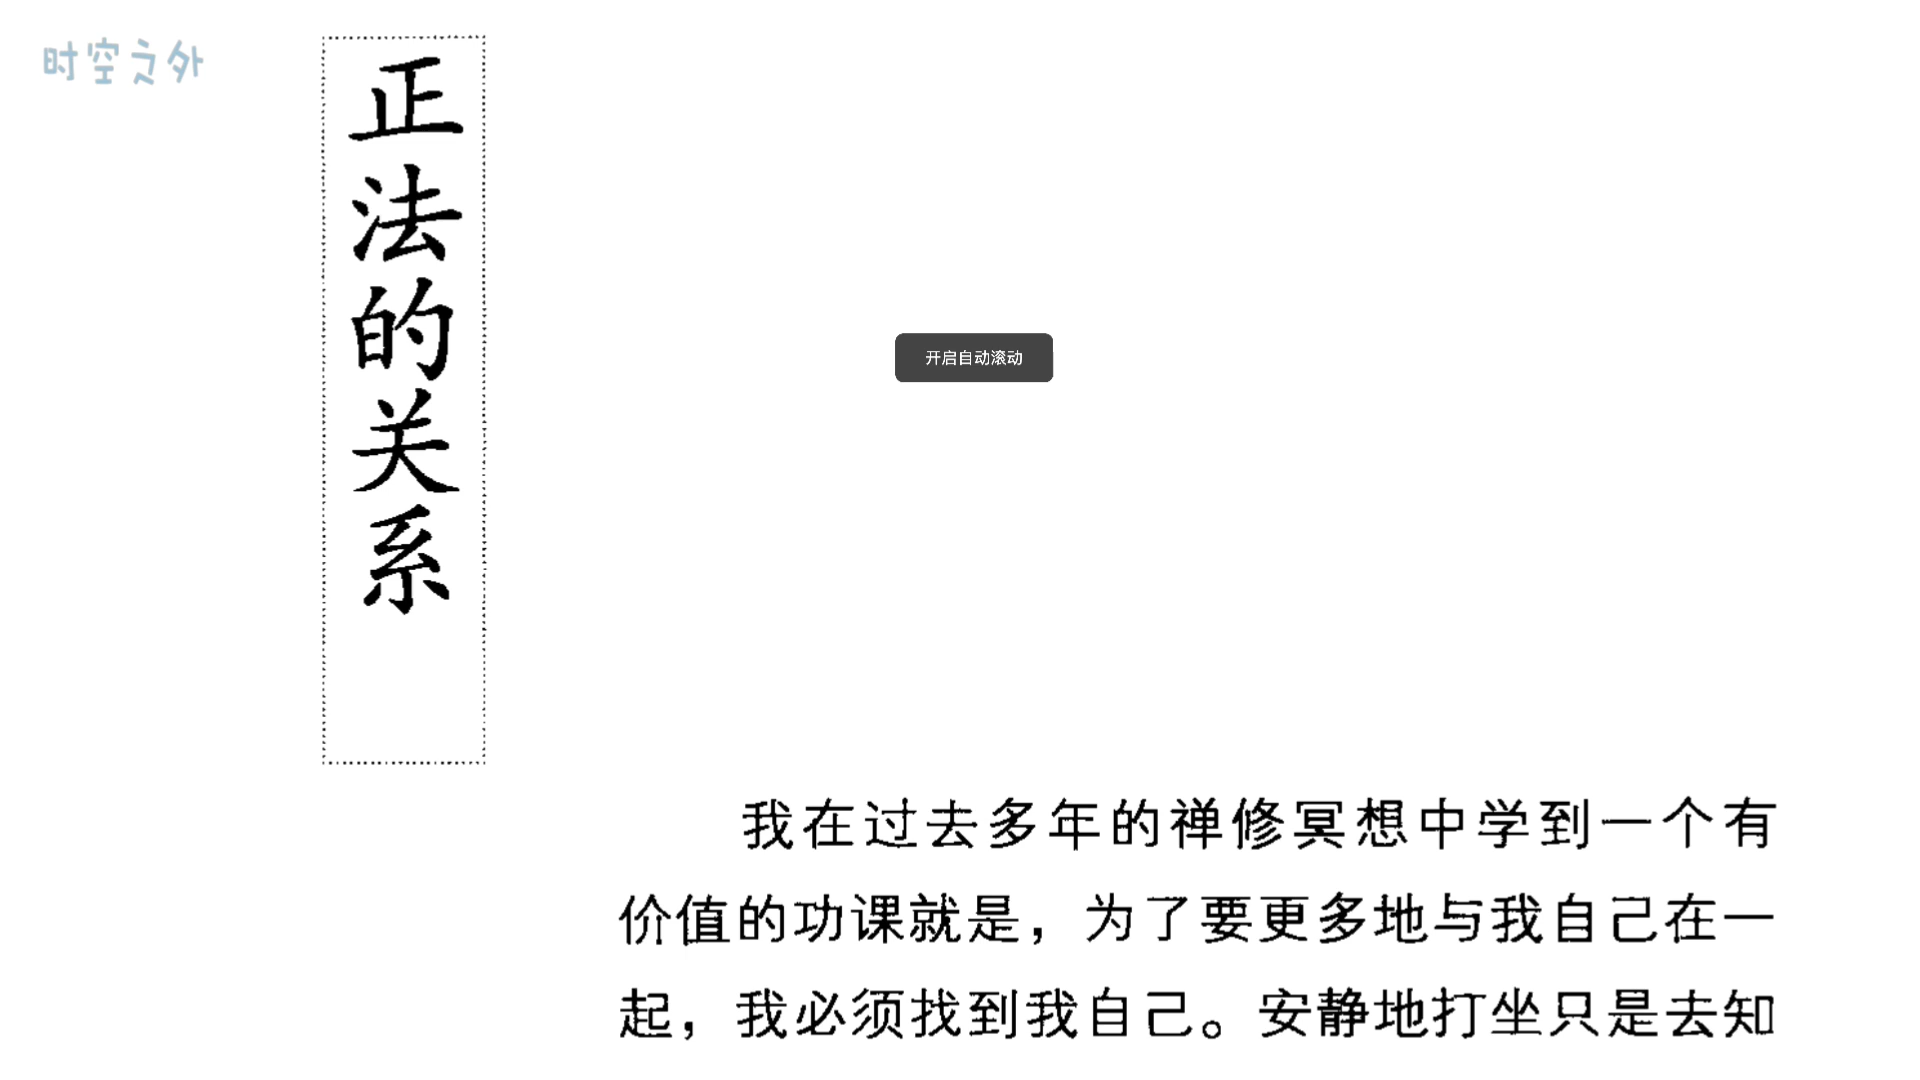 时空之外
正法的关系
开启自动滚动
我在过去多年的禅修冥想中学到一个有
价值的功课就是，为了要更多地与我自己在一
起，我必须找到我自己。安静地打坐只是去知